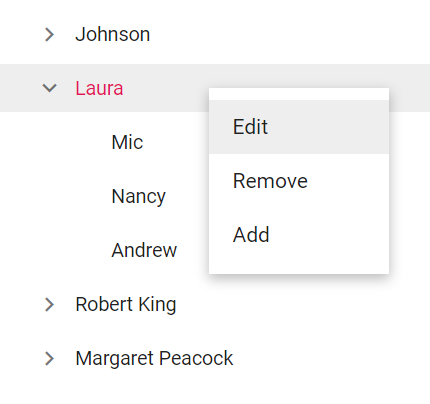 Johnson
Laura
Mic
Nancy
Andrew
Robert King
Margaret Peacock
Edit
Remove
Add